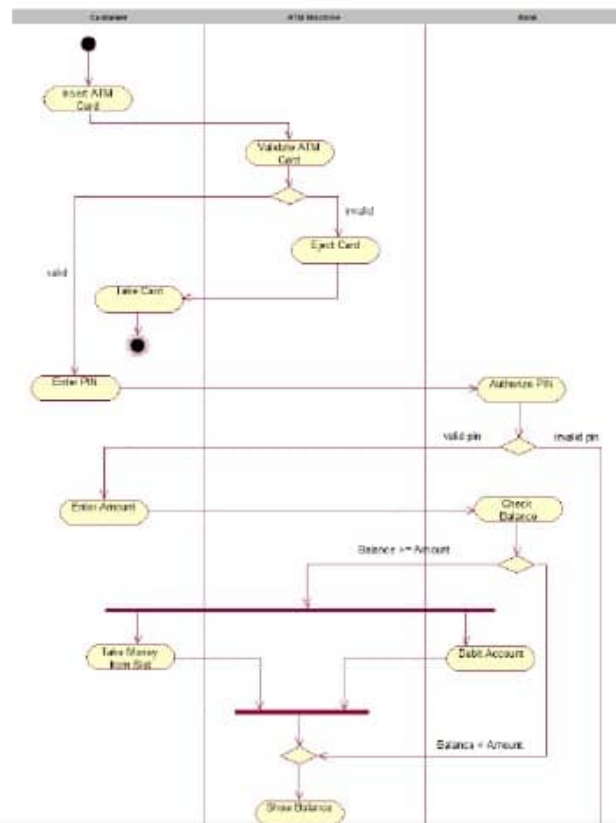 Customer
ATM Machine
Bank
Insert ATM
Card
Validate ATM
Card
invalid
Eject Card
valid
Take Card
Enter PIN
Authorize PIN
valid pin
invalid pin
Enter Amount
Check
Balance
Balance >= Amount
Take Money
from Slot
Debit Account
Balance < Amount
Show Balance